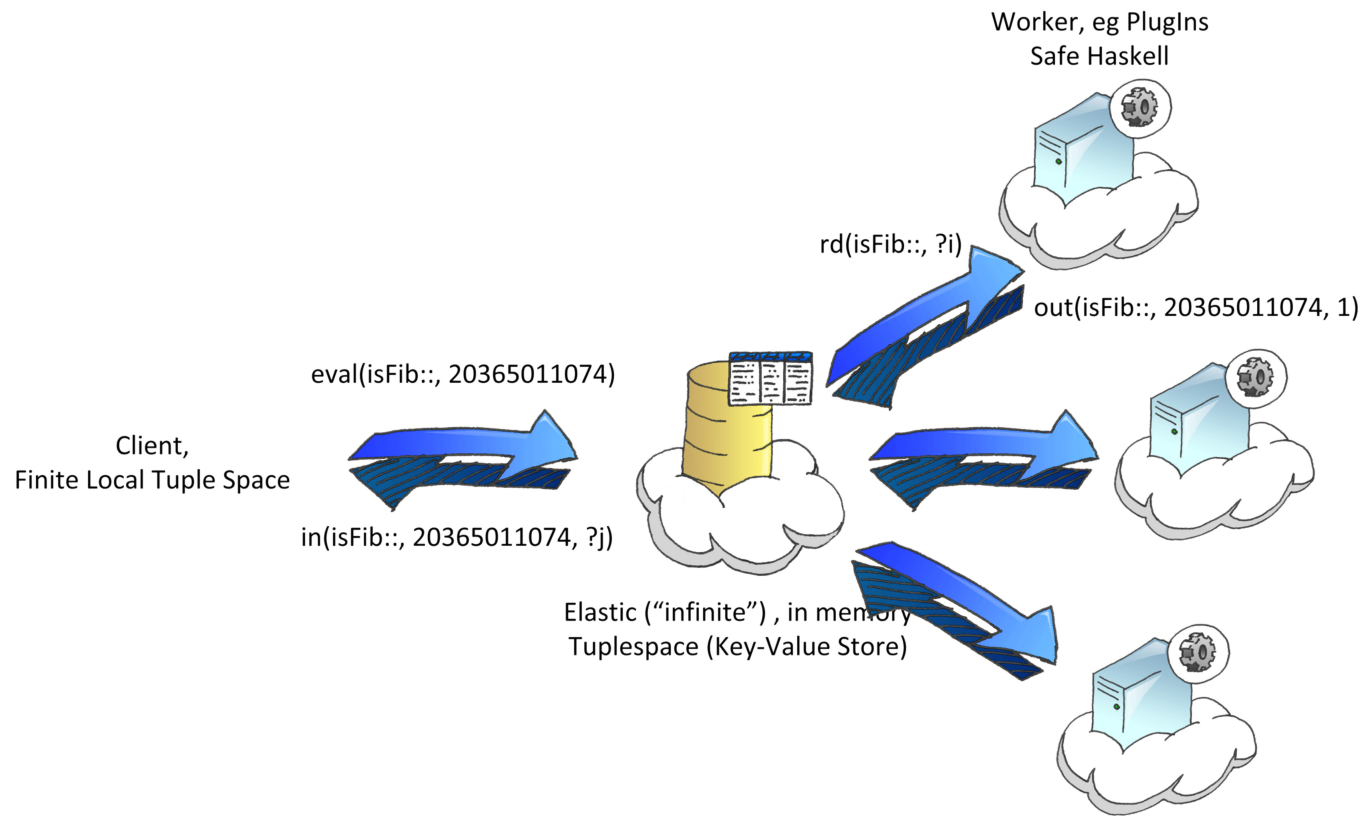 Worker, eg PlugIns
Safe Haskell
rd(isFib::, ?i)
out(isFib::, 20365011074, 1)
eval(isFib::, 20365011074)
Client,
Finite Local Tuple Space
in(isFib::, 20365011074, ?j)
Elastic (“infinite”) , in memory
Tuplespace (Key-Value Store)